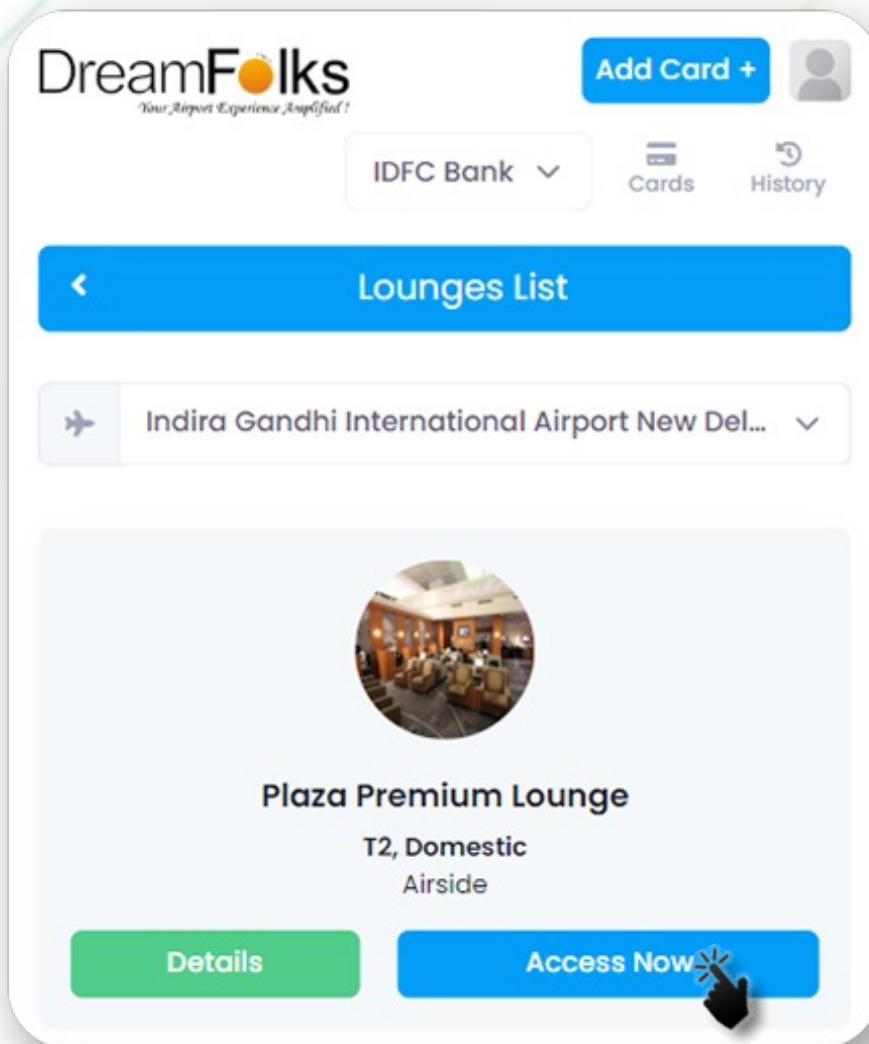 DreamFolks
Your Airport Experience Amplified !
Add Card +
IDFC Bank
Cards
History
Lounges List
Indira Gandhi International Airport New Del...
Plaza Premium Lounge
T2, Domestic
Airside
Details
Access Now